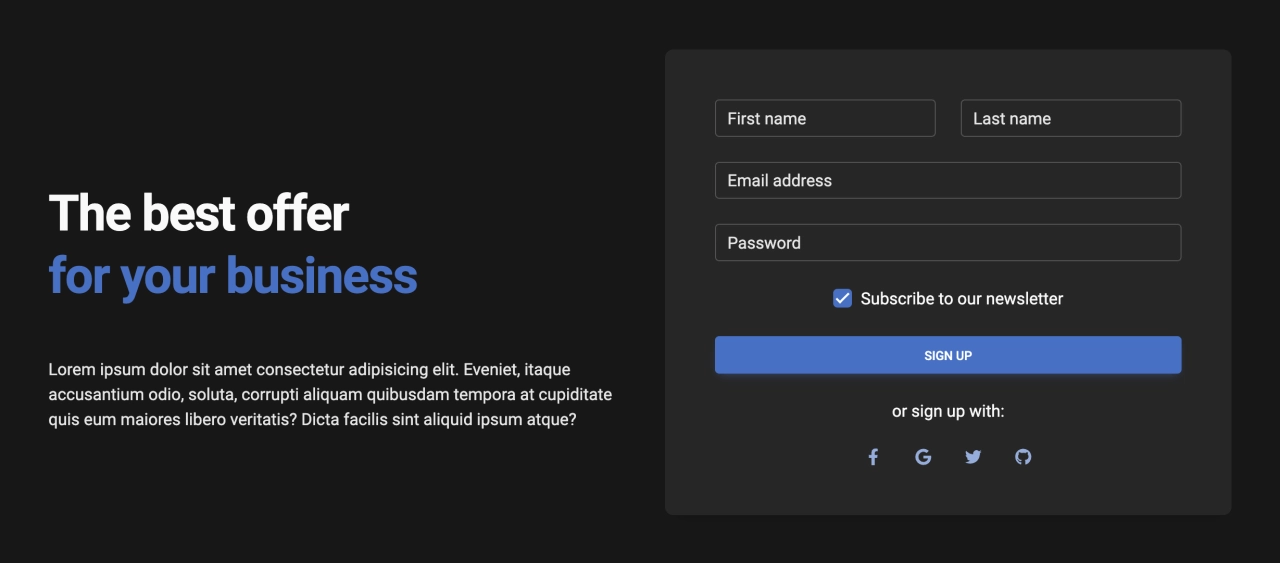 The best offer
for your business
Lorem ipsum dolor sit amet consectetur adipisicing elit. Eveniet, itaque
accusantium odio, soluta, corrupti aliquam quibusdam tempora at cupiditate
quis eum maiores libero veritatis? Dicta facilis sint aliquid ipsum atque?
First name
Last name
Email address
Password
Subscribe to our newsletter
SIGN UP
or sign up with: